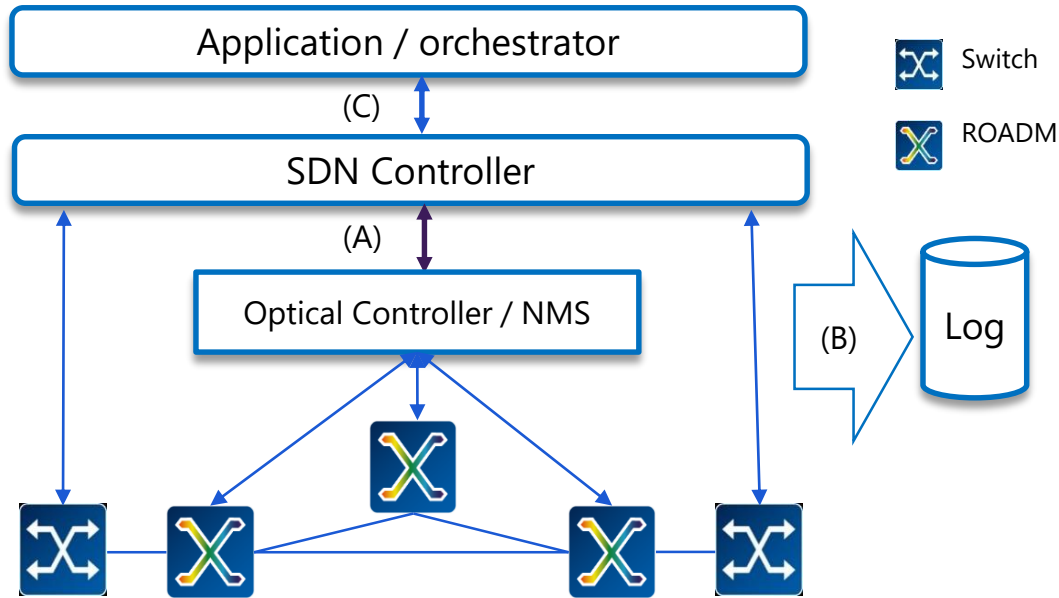 Application / orchestrator
Switch
(C)
ROADM
SDN Controller
(A)
Optical Controller / NMS
(B)
Log